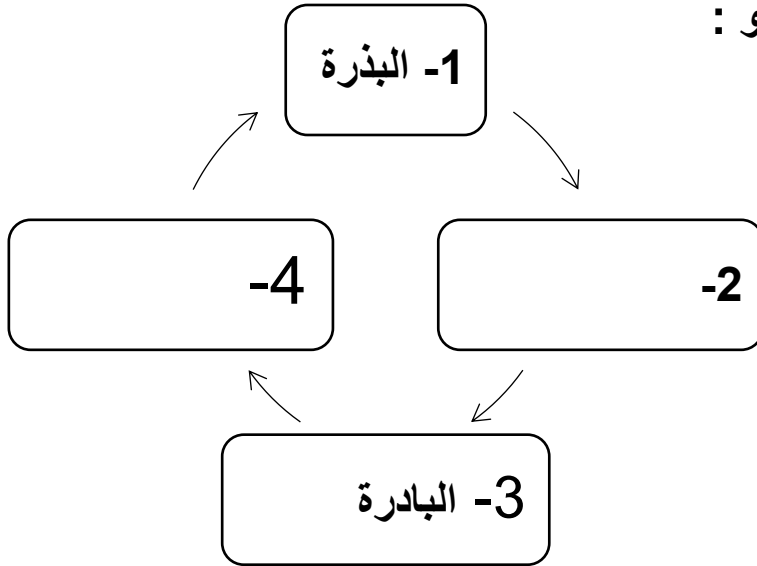 و :
1- البذرة
2-
4-
3- البادرة